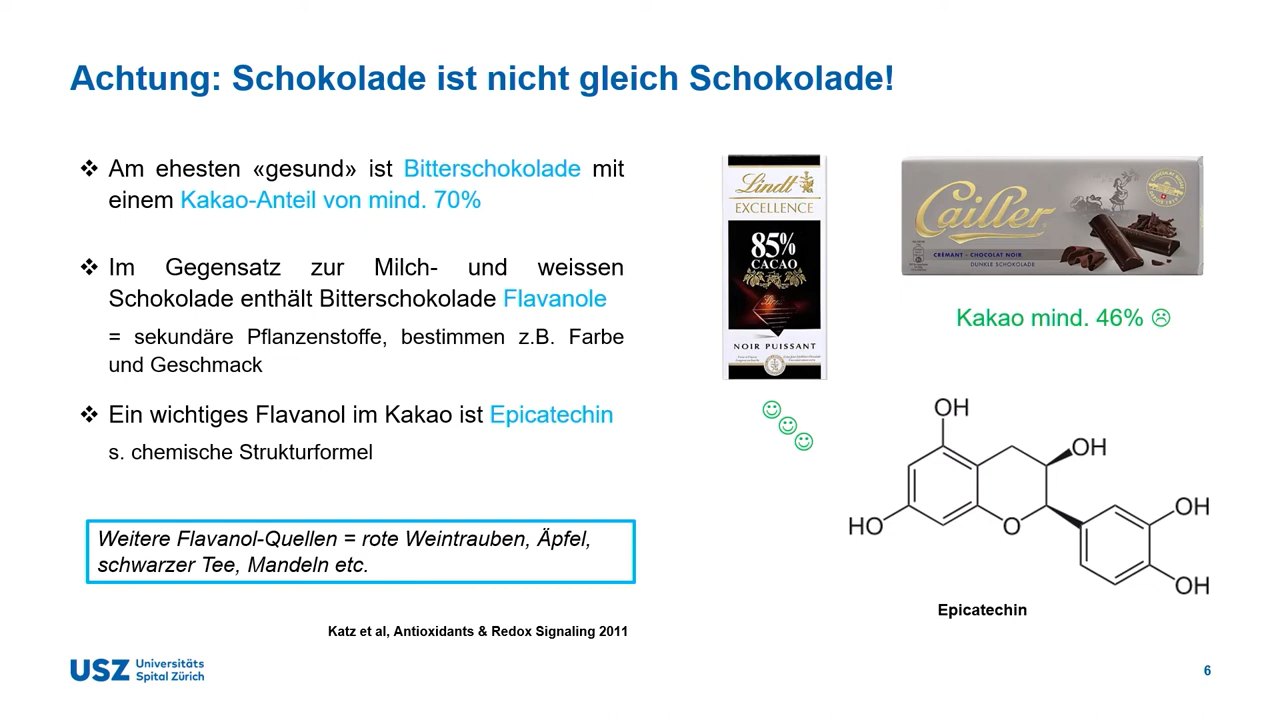 Achtung: Schokolade ist nicht gleich Schokolade!
❖ Am ehesten «gesund» ist Bitterschokolade mit
einem Kakao-Anteil von mind. 70%
❖ Im Gegensatz zur Milch- und weissen
Schokolade enthält Bitterschokolade Flavanole
= sekundäre Pflanzenstoffe, bestimmen z.B. Farbe
und Geschmack
❖ Ein wichtiges Flavanol im Kakao ist Epicatechin
s. chemische Strukturformel
Weitere Flavanol-Quellen = rote Weintrauben, Äpfel,
schwarzer Tee, Mandeln etc.
Katz et al, Antioxidants & Redox Signaling 2011
Lindt
EXCELLENCE
85%
CACAO
NOIR PUISSANT
Cailler
CRÉMANT - CHOCOLAT NOIR
DUNKLE SCHOKOLADE
Kakao mind. 46% ☹
☺
☺
☺
OH
OH
OH
HO
O
OH
Epicatechin
USZ Universitäts
Spital Zürich
6